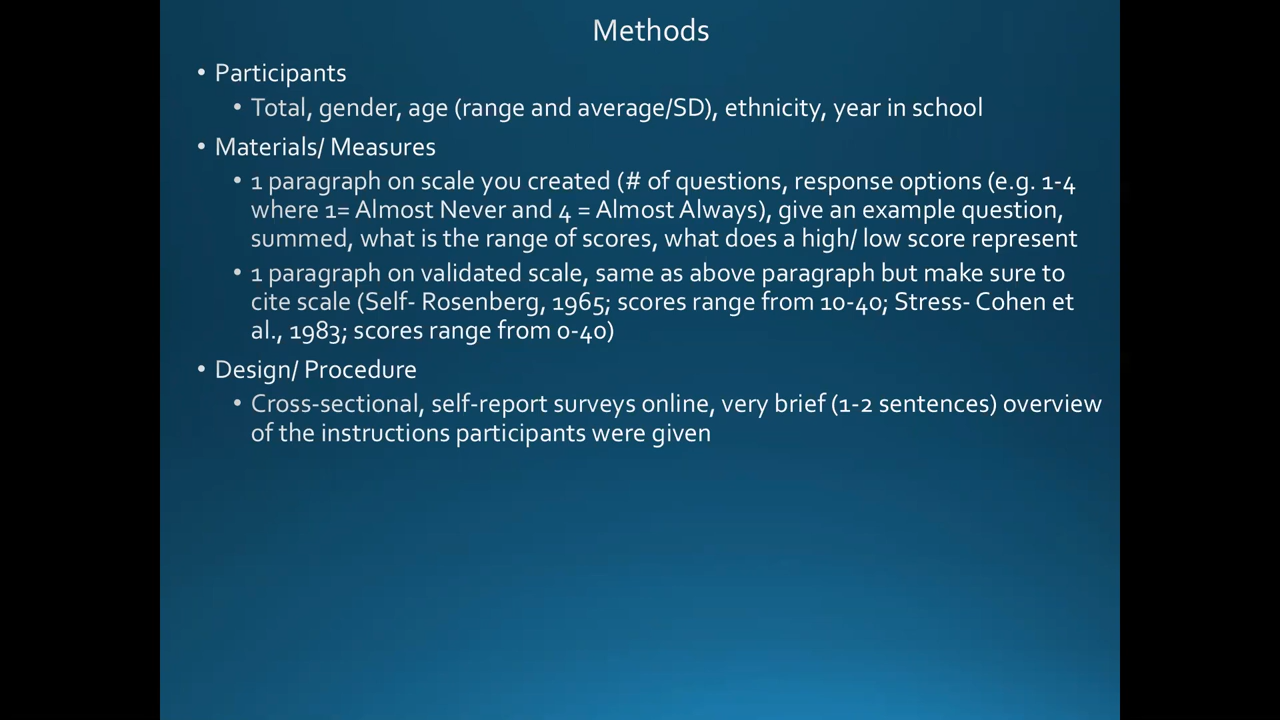 Methods
• Participants
• Total, gender, age (range and average/SD), ethnicity, year in school
• Materials/ Measures
• 1 paragraph on scale you created (# of questions, response options (e.g. 1-4
where 1= Almost Never and 4 = Almost Always), give an example question,
summed, what is the range of scores, what does a high/ low score represent
• 1 paragraph on validated scale, same as above paragraph but make sure to
cite scale (Self- Rosenberg, 1965; scores range from 10-40; Stress- Cohen et
al., 1983; scores range from 0-40)
• Design/ Procedure
• Cross-sectional, self-report surveys online, very brief (1-2 sentences) overview
of the instructions participants were given